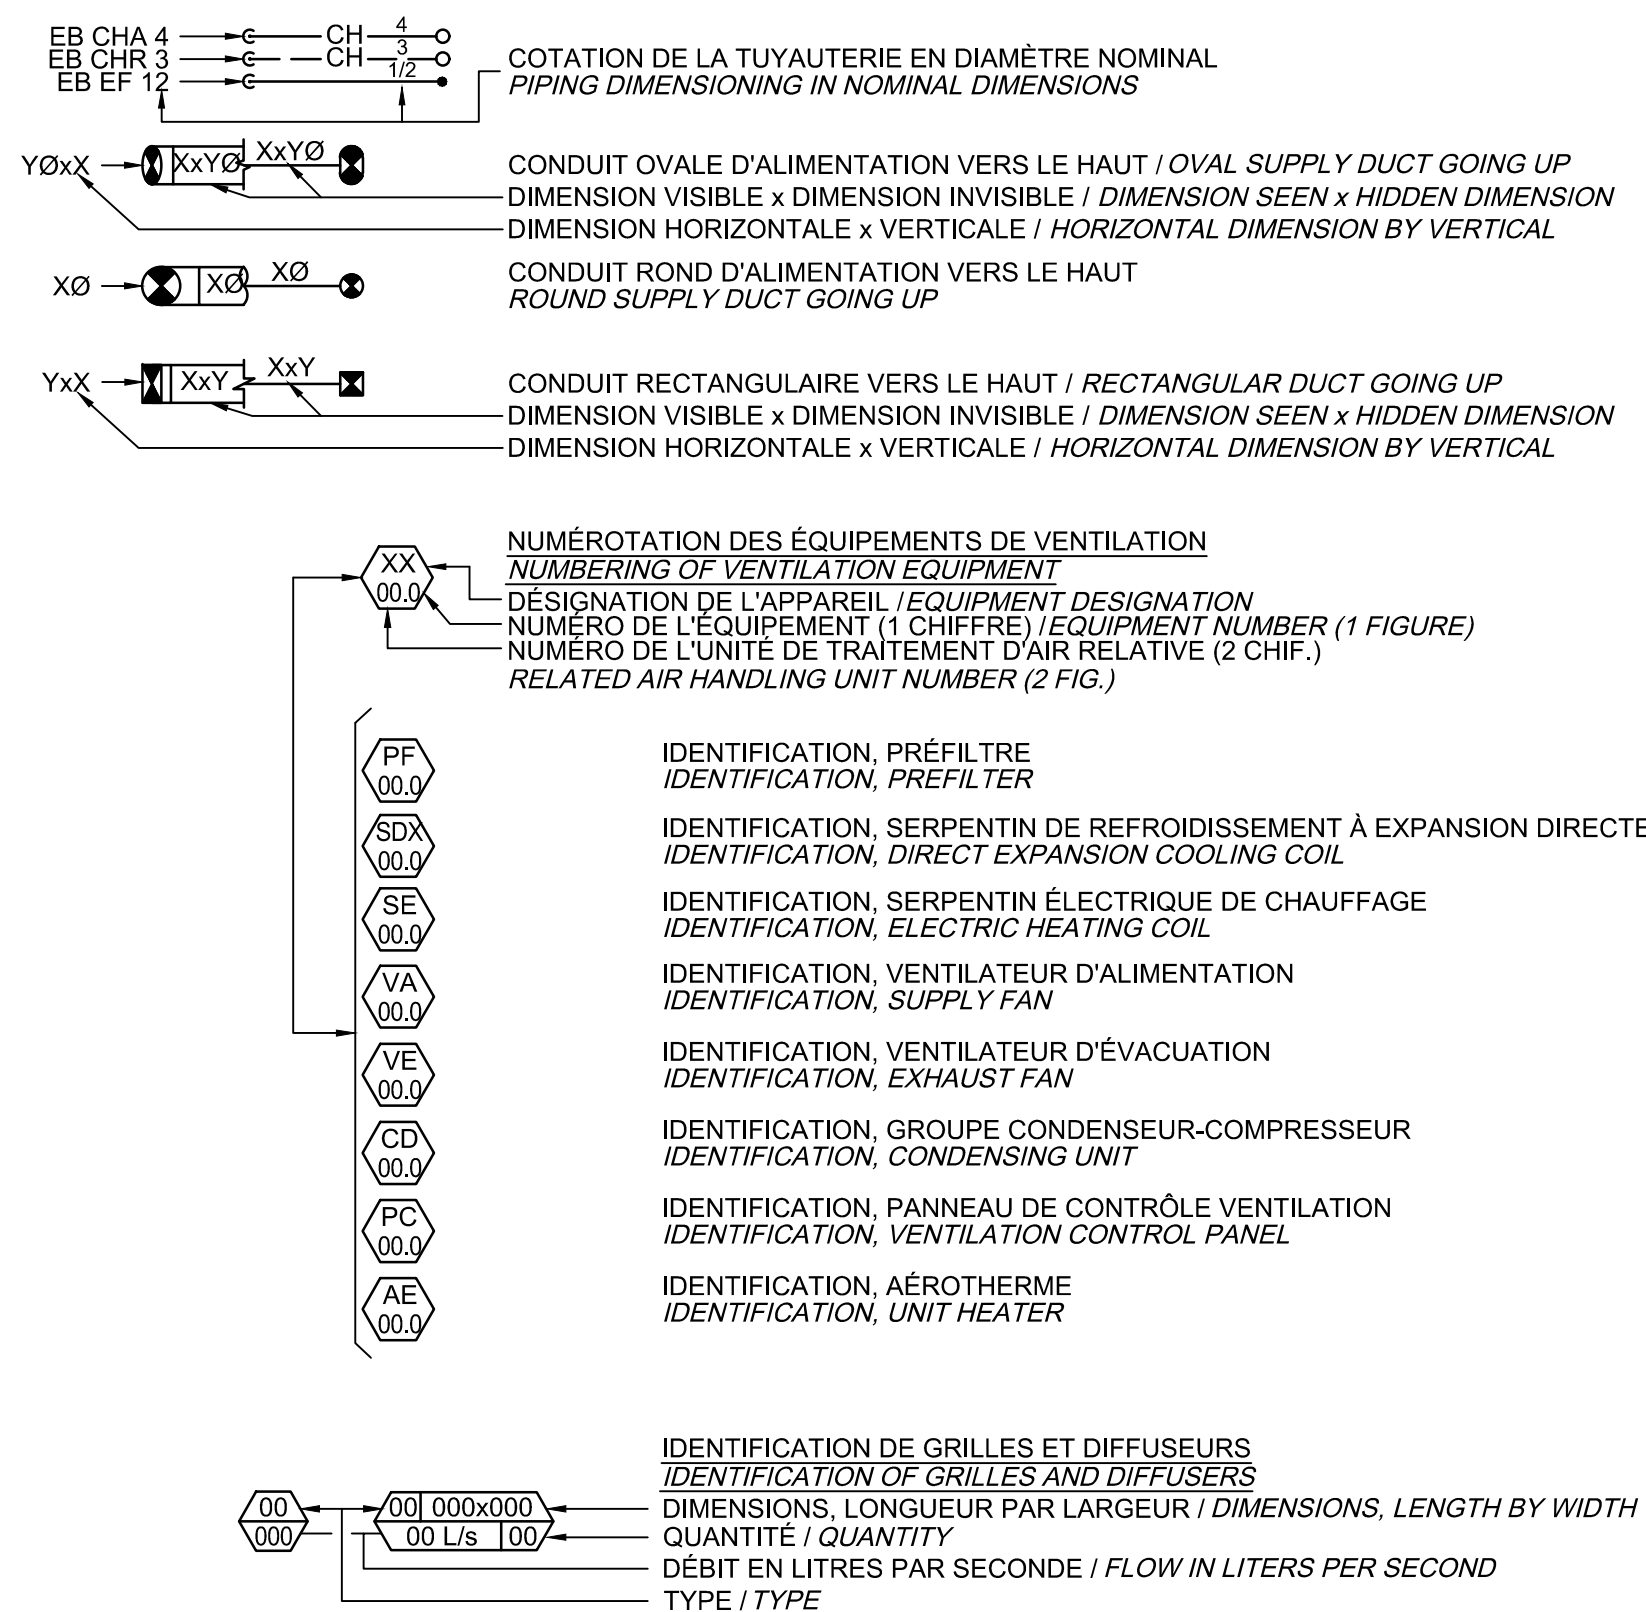 EB CHA 4 CH 4
EB CHR 3 CH 3
EB EF 12 1/2
COTATION DE LA TUYAUTERIE EN DIAMÈTRE NOMINAL
PIPING DIMENSIONING IN NOMINAL DIMENSIONS
YØxX XxYØ XxYØ
CONDUIT OVALE D'ALIMENTATION VERS LE HAUT / OVAL SUPPLY DUCT GOING UP
DIMENSION VISIBLE x DIMENSION INVISIBLE / DIMENSION SEEN x HIDDEN DIMENSION
DIMENSION HORIZONTALE x VERTICALE / HORIZONTAL DIMENSION BY VERTICAL
XØ XØ XØ
CONDUIT ROND D'ALIMENTATION VERS LE HAUT
ROUND SUPPLY DUCT GOING UP
YxX XxY XxY
CONDUIT RECTANGULAIRE VERS LE HAUT / RECTANGULAR DUCT GOING UP
DIMENSION VISIBLE x DIMENSION INVISIBLE / DIMENSION SEEN x HIDDEN DIMENSION
DIMENSION HORIZONTALE x VERTICALE / HORIZONTAL DIMENSION BY VERTICAL
XX
00.0
NUMÉROTATION DES ÉQUIPEMENTS DE VENTILATION
NUMBERING OF VENTILATION EQUIPMENT
DÉSIGNATION DE L'APPAREIL / EQUIPMENT DESIGNATION
NUMÉRO DE L'ÉQUIPEMENT (1 CHIFFRE) / EQUIPMENT NUMBER (1 FIGURE)
NUMÉRO DE L'UNITÉ DE TRAITEMENT D'AIR RELATIVE (2 CHIF.)
RELATED AIR HANDLING UNIT NUMBER (2 FIG.)
PF
00.0
IDENTIFICATION, PRÉFILTRE
IDENTIFICATION, PREFILTER
SDX
00.0
IDENTIFICATION, SERPENTIN DE REFROIDISSEMENT À EXPANSION DIRECTE
IDENTIFICATION, DIRECT EXPANSION COOLING COIL
SE
00.0
IDENTIFICATION, SERPENTIN ÉLECTRIQUE DE CHAUFFAGE
IDENTIFICATION, ELECTRIC HEATING COIL
VA
00.0
IDENTIFICATION, VENTILATEUR D'ALIMENTATION
IDENTIFICATION, SUPPLY FAN
VE
00.0
IDENTIFICATION, VENTILATEUR D'ÉVACUATION
IDENTIFICATION, EXHAUST FAN
CD
00.0
IDENTIFICATION, GROUPE CONDENSEUR-COMPRESSEUR
IDENTIFICATION, CONDENSING UNIT
PC
00.0
IDENTIFICATION, PANNEAU DE CONTRÔLE VENTILATION
IDENTIFICATION, VENTILATION CONTROL PANEL
AE
00.0
IDENTIFICATION, AÉROTHERME
IDENTIFICATION, UNIT HEATER
IDENTIFICATION DE GRILLES ET DIFFUSEURS
IDENTIFICATION OF GRILLES AND DIFFUSERS
00 00 000x000
DIMENSIONS, LONGUEUR PAR LARGEUR / DIMENSIONS, LENGTH BY WIDTH
000 00 L/s 00
QUANTITÉ / QUANTITY
DÉBIT EN LITRES PAR SECONDE / FLOW IN LITERS PER SECOND
TYPE / TYPE